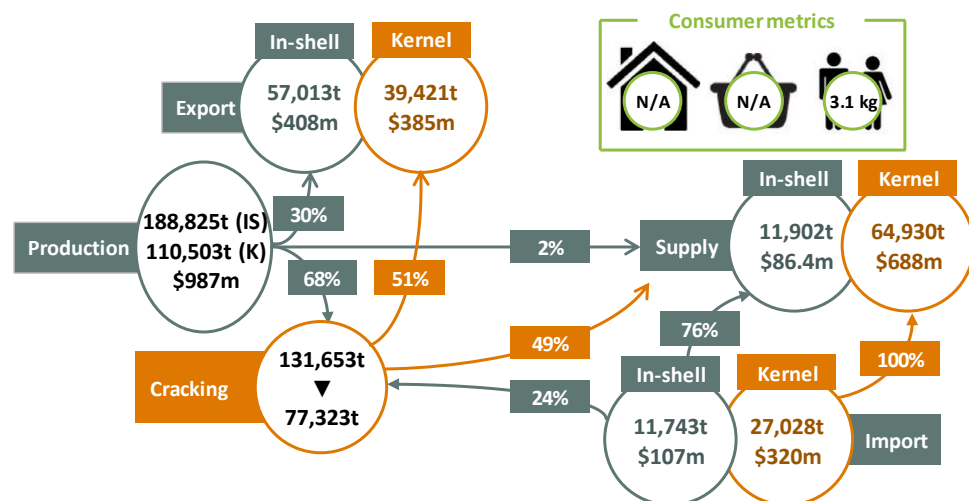 Consumer metrics
N/A
N/A
3.1 kg
In-shell
Kernel
Export
57,013t
$408m
39,421t
$385m
30%
Production
188,825t (IS)
110,503t (K)
$987m
2%
68%
51%
In-shell
Kernel
Supply
11,902t
$86.4m
64,930t
$688m
Cracking
131,653t
▼
77,323t
49%
24%
76%
100%
In-shell
Kernel
11,743t
$107m
27,028t
$320m
Import